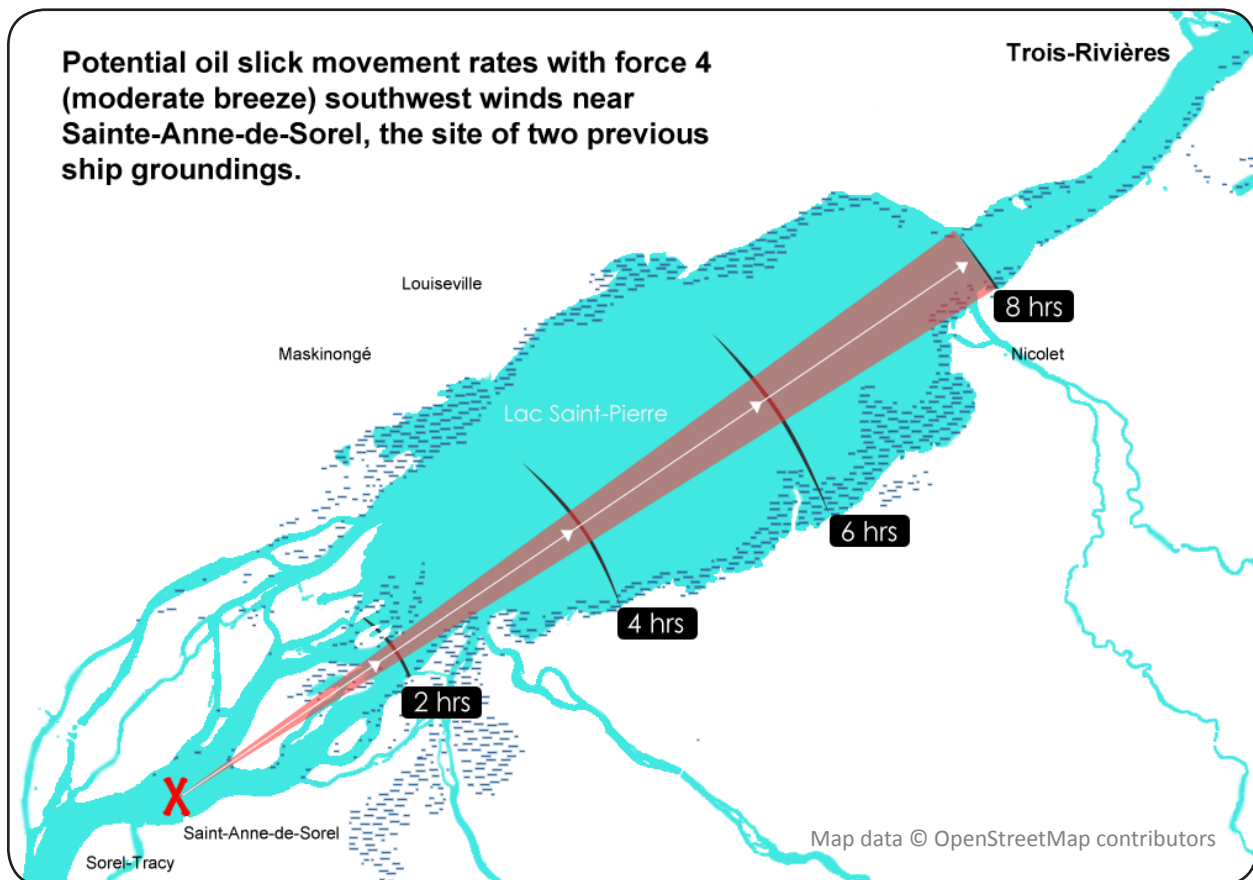 Potential oil slick movement rates with force 4
(moderate breeze) southwest winds near
Sainte-Anne-de-Sorel, the site of two previous
ship groundings.
Trois-Rivières
Louiseville
8 hrs
Maskinongé
Nicolet
Lac Saint-Pierre
6 hrs
4 hrs
2 hrs
X
Saint-Anne-de-Sorel
Map data © OpenStreetMap contributors
Sorel-Tracy